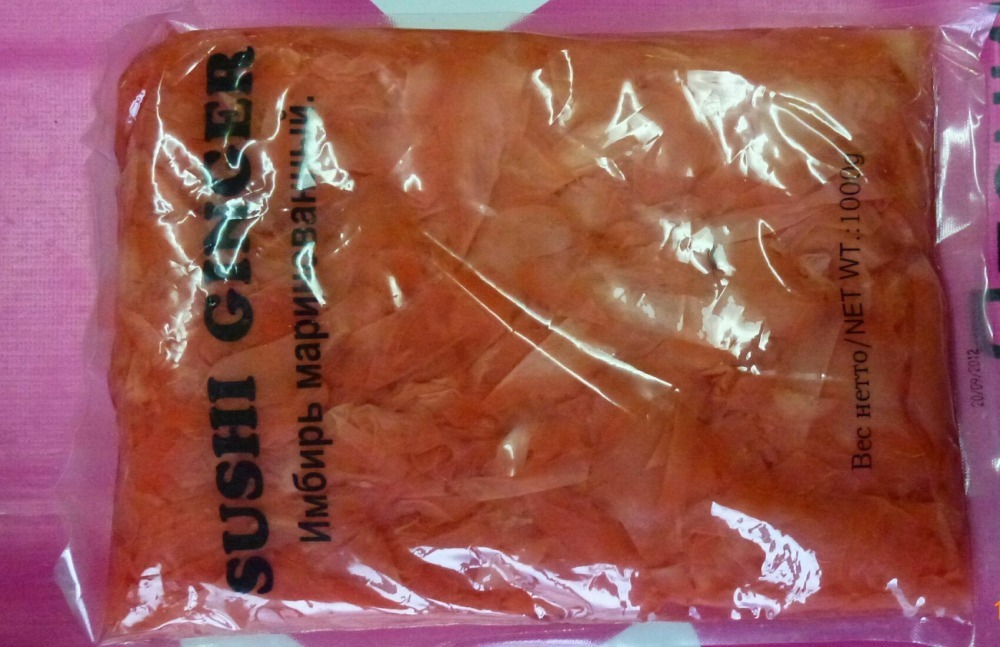 SUSHI GINGER
Имбирь маринованный.
Вес нетто/NET WT.:1000g
20/09/2012